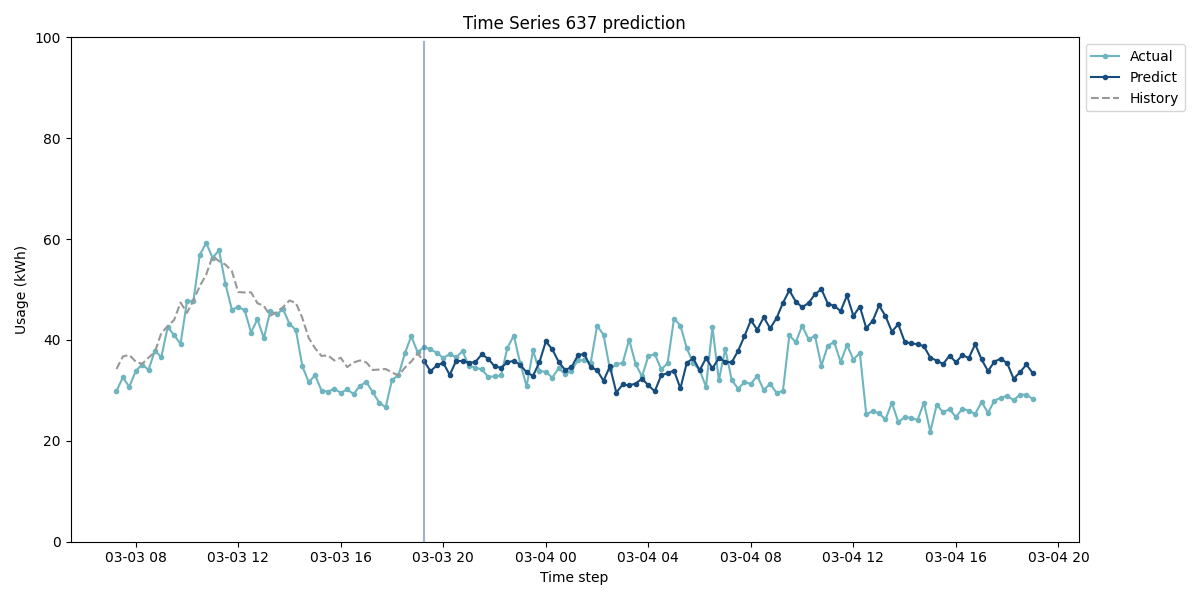 Time Series 637 prediction
100
80
60
40
20
0
Usage (kWh)
03-03 08 03-03 12 03-03 16 03-03 20 03-04 00 03-04 04 03-04 08 03-04 12 03-04 16 03-04 20
Time step
Actual
Predict
History